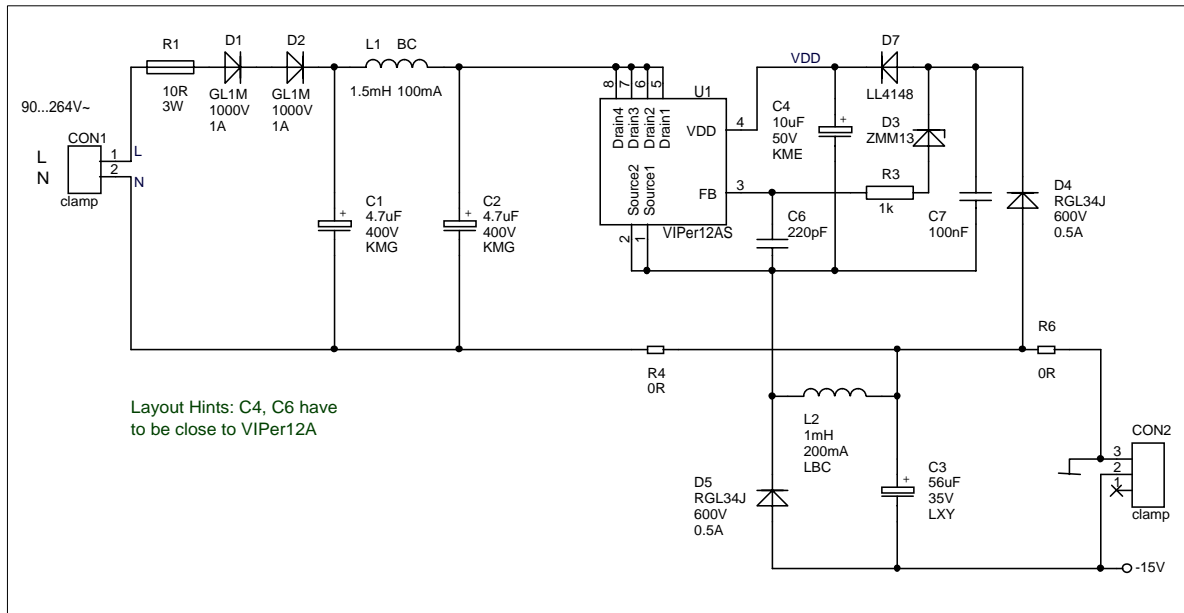 R1
10R
3W
D1
GL1M
1000V
1A
D2
GL1M
1000V
1A
L1 BC
1.5mH 100mA
90...264V~
CON1
L
N
1
2
L
N
clamp
C1
+
4.7uF
400V
KMG
C2
+
4.7uF
400V
KMG
8
7
6
5
U1
Drain4
Drain3
Drain2
Drain1
VDD
4
FB
3
Source2
Source1
2
1
VIPer12AS
VDD
C4
10uF
50V
KME
+
D7
LL4148
D3
ZMM13
R3
1k
C6
220pF
C7
100nF
D4
RGL34J
600V
0.5A
R4
0R
R6
0R
Layout Hints: C4, C6 have
to be close to VIPer12A
L2
1mH
200mA
LBC
D5
RGL34J
600V
0.5A
C3
+
56uF
35V
LXY
CON2
3
2
1
clamp
-15V